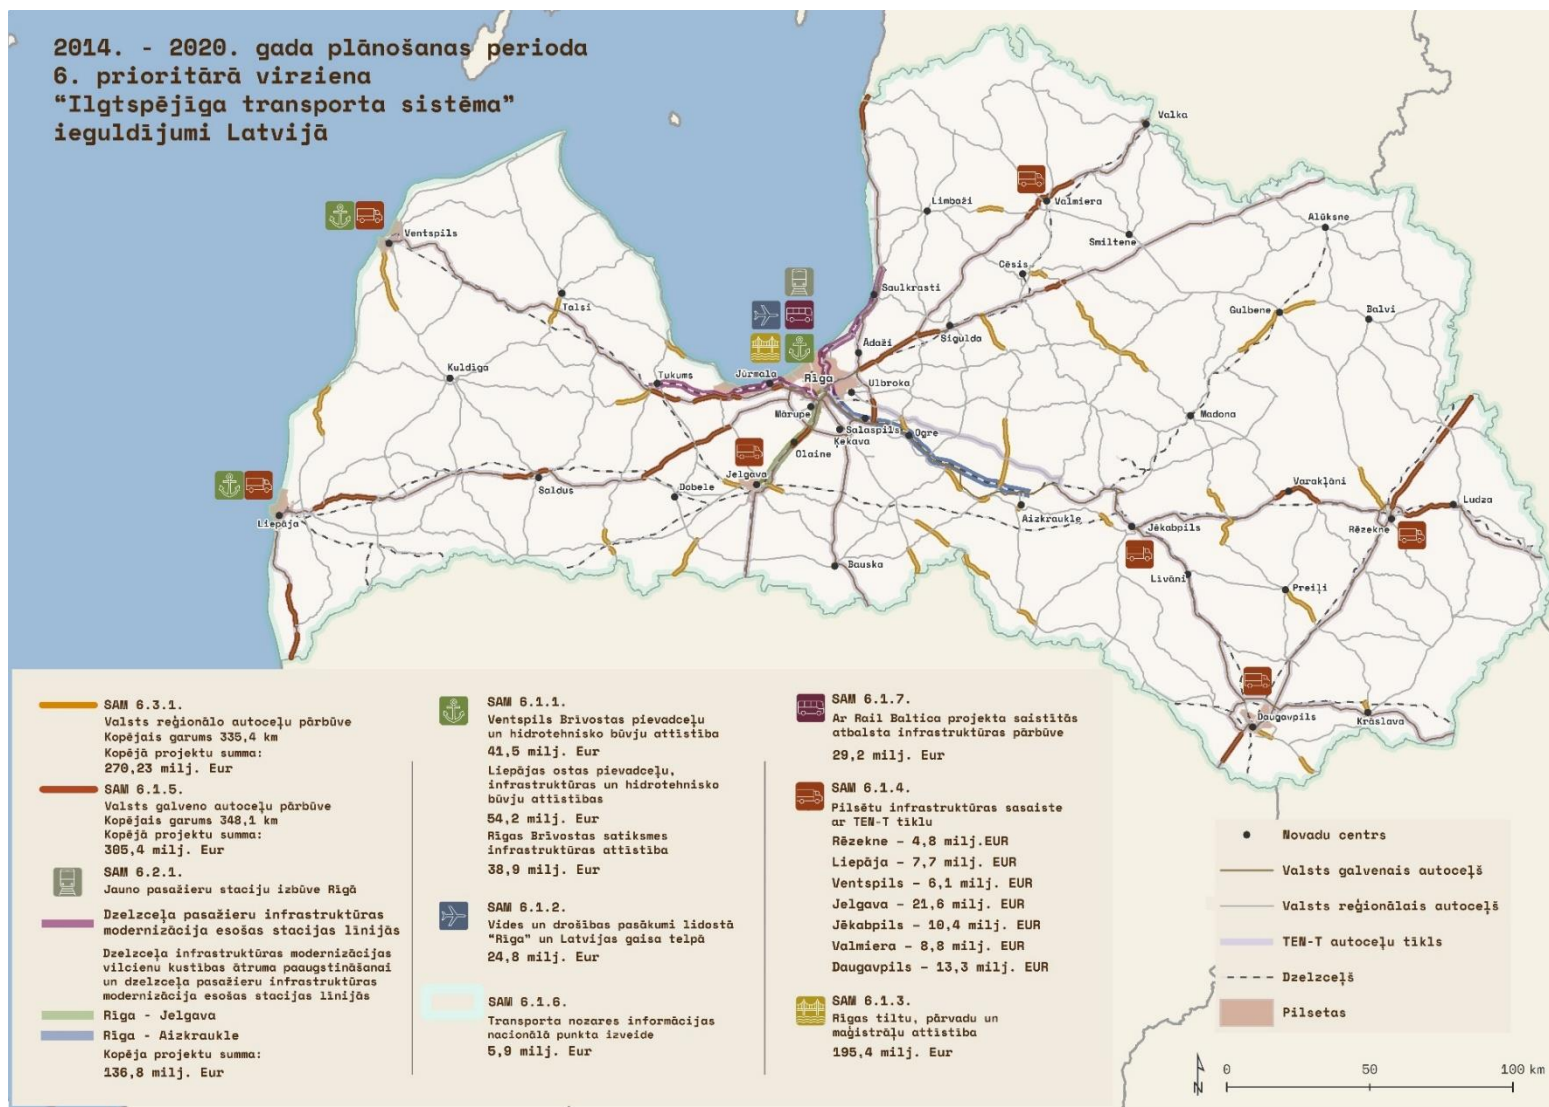 2014. - 2020. gada plānošanas perioda
6. prioritārā virziena
“Ilgtspējīga transporta sistēma”
ieguldījumi Latvijā
Valka
Limbaži
Valmiera
Smiltene
Alūksne
Ventspils
Cēsis
Talsi
Saulkrasti
Gulbene
Balvi
Sigulda
Ādaži
Kuldīga
Tukums
Jūrmala
Rīga
Ulbroka
Mārupe
Salaspils
Ogre
Ķekava
Madona
Olaine
Jelgava
Saldus
Dobele
Varakļāni
Ludza
Liepāja
Aizkraukle
Jēkabpils
Rēzekne
Bauska
Līvāni
Preiļi
Daugavpils
Krāslava
SAM 6.3.1.
Valsts reģionālo autoceļu pārbūve
Kopējais garums 335,4 km
Kopējā projektu summa:
270,23 milj. Eur
SAM 6.1.5.
Valsts galveno autoceļu pārbūve
Kopējais garums 348,1 km
Kopējā projektu summa:
305,4 milj. Eur
SAM 6.2.1.
Jauno pasažieru staciju izbūve Rīgā
Dzelzceļa pasažieru infrastruktūras
modernizācija esošas stacijas līnijās
Dzelzceļa infrastruktūras modernizācijas
vilcienu kustības ātruma paaugstināšanai
un dzelzceļa pasažieru infrastruktūras
modernizācija esošas stacijas līnijās
Rīga - Jelgava
Rīga - Aizkraukle
Kopēja projektu summa:
136,8 milj. Eur
SAM 6.1.1.
Ventspils Brīvostas pievadceļu
un hidrotehnisko būvju attīstība
41,5 milj. Eur
Liepājas ostas pievadceļu,
infrastruktūras un hidrotehnisko
būvju attīstības
54,2 milj. Eur
Rīgas Brīvostas satiksmes
infrastruktūras attīstība
38,9 milj. Eur
SAM 6.1.2.
Vides un drošības pasākumi lidostā
“Rīga” un Latvijas gaisa telpā
24,8 milj. Eur
SAM 6.1.6.
Transporta nozares informācijas
nacionālā punkta izveide
5,9 milj. Eur
SAM 6.1.7.
Ar Rail Baltica projekta saistītās
atbalsta infrastruktūras pārbūve
29,2 milj. Eur
SAM 6.1.4.
Pilsētu infrastruktūras sasaiste
ar TEN-T tīklu
Rēzekne - 4,8 milj.EUR
Liepāja - 7,7 milj. EUR
Ventspils - 6,1 milj. EUR
Jelgava - 21,6 milj. EUR
Jēkabpils - 10,4 milj. EUR
Valmiera - 8,8 milj. EUR
Daugavpils - 13,3 milj. EUR
SAM 6.1.3.
Rīgas tiltu, pārvadu un
maģistrāļu attīstība
195,4 milj. Eur
Novadu centrs
Valsts galvenais autoceļš
Valsts reģionālais autoceļš
TEN-T autoceļu tīkls
Dzelzceļš
Pilsetas
N
0 50 100 km